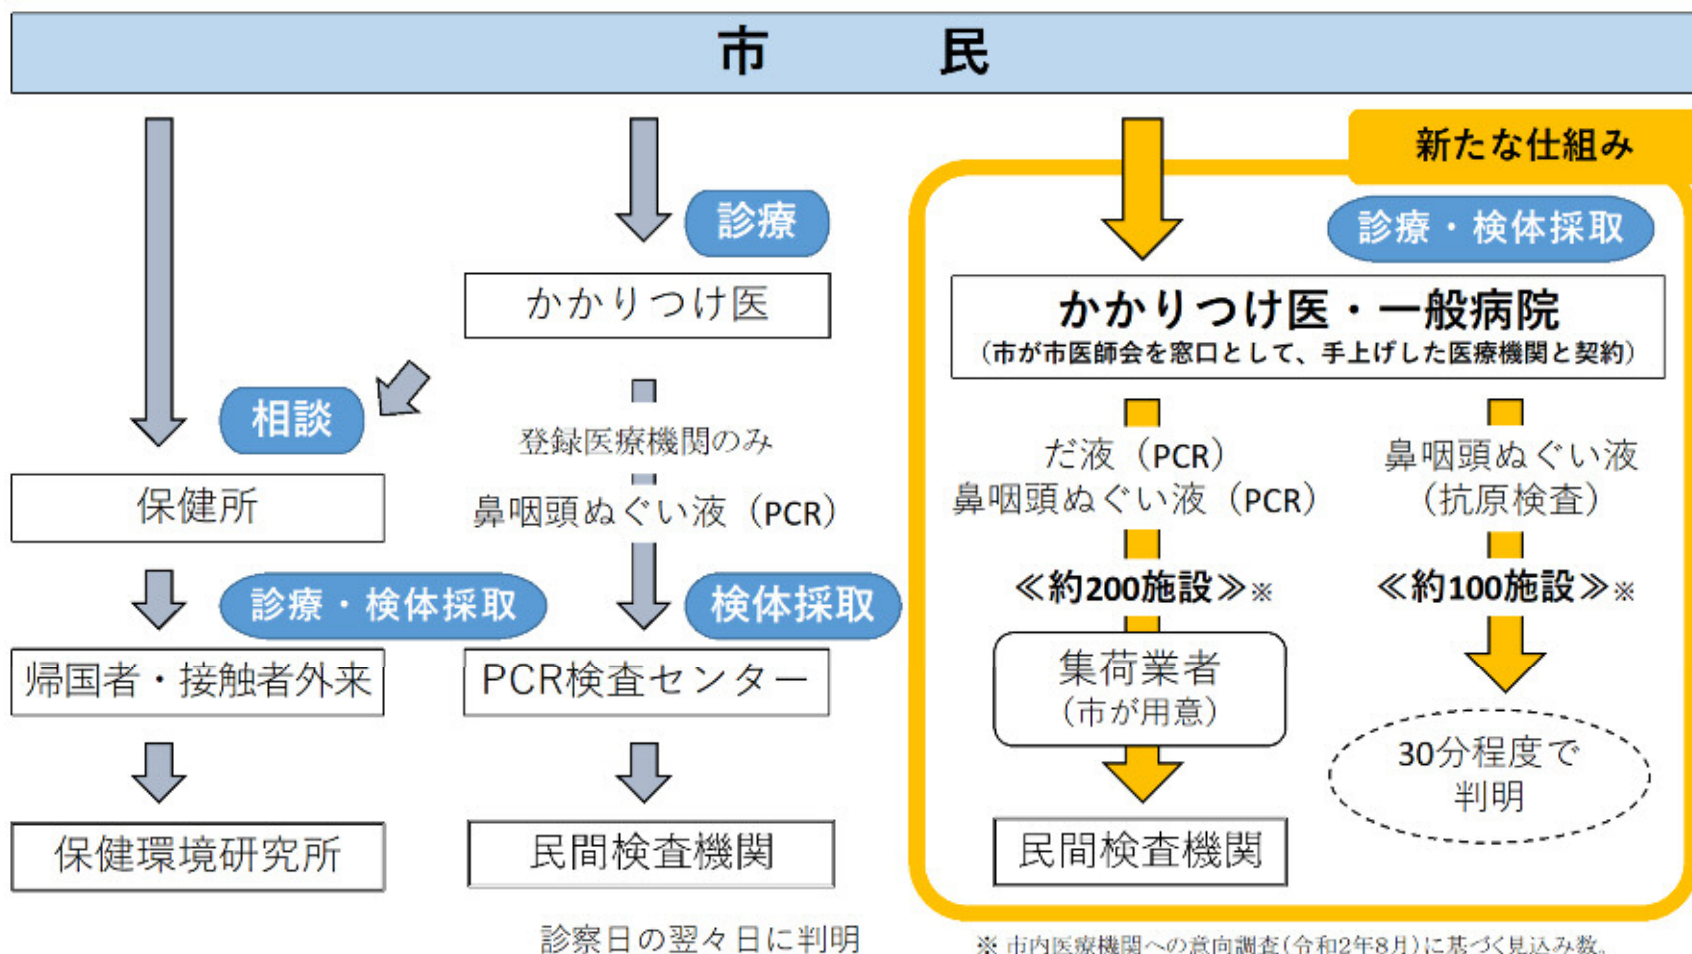 市 民
相談
保健所
診療・検体採取
帰国者・接触者外来
保健環境研究所
診療
かかりつけ医
登録医療機関のみ
鼻咽頭ぬぐい液（PCR）
検体採取
PCR検査センター
民間検査機関
診察日の翌々日に判明
新たな仕組み
診療・検体採取
かかりつけ医・一般病院
（市が市医師会を窓口として、手上げした医療機関と契約）
だ液（PCR）
鼻咽頭ぬぐい液（PCR）
≪約200施設≫※
集荷業者
（市が用意）
民間検査機関
鼻咽頭ぬぐい液
（抗原検査）
≪約100施設≫※
30分程度で
判明
※ 市内医療機関への意向調査（令和2年8月）に基づく見込み数。